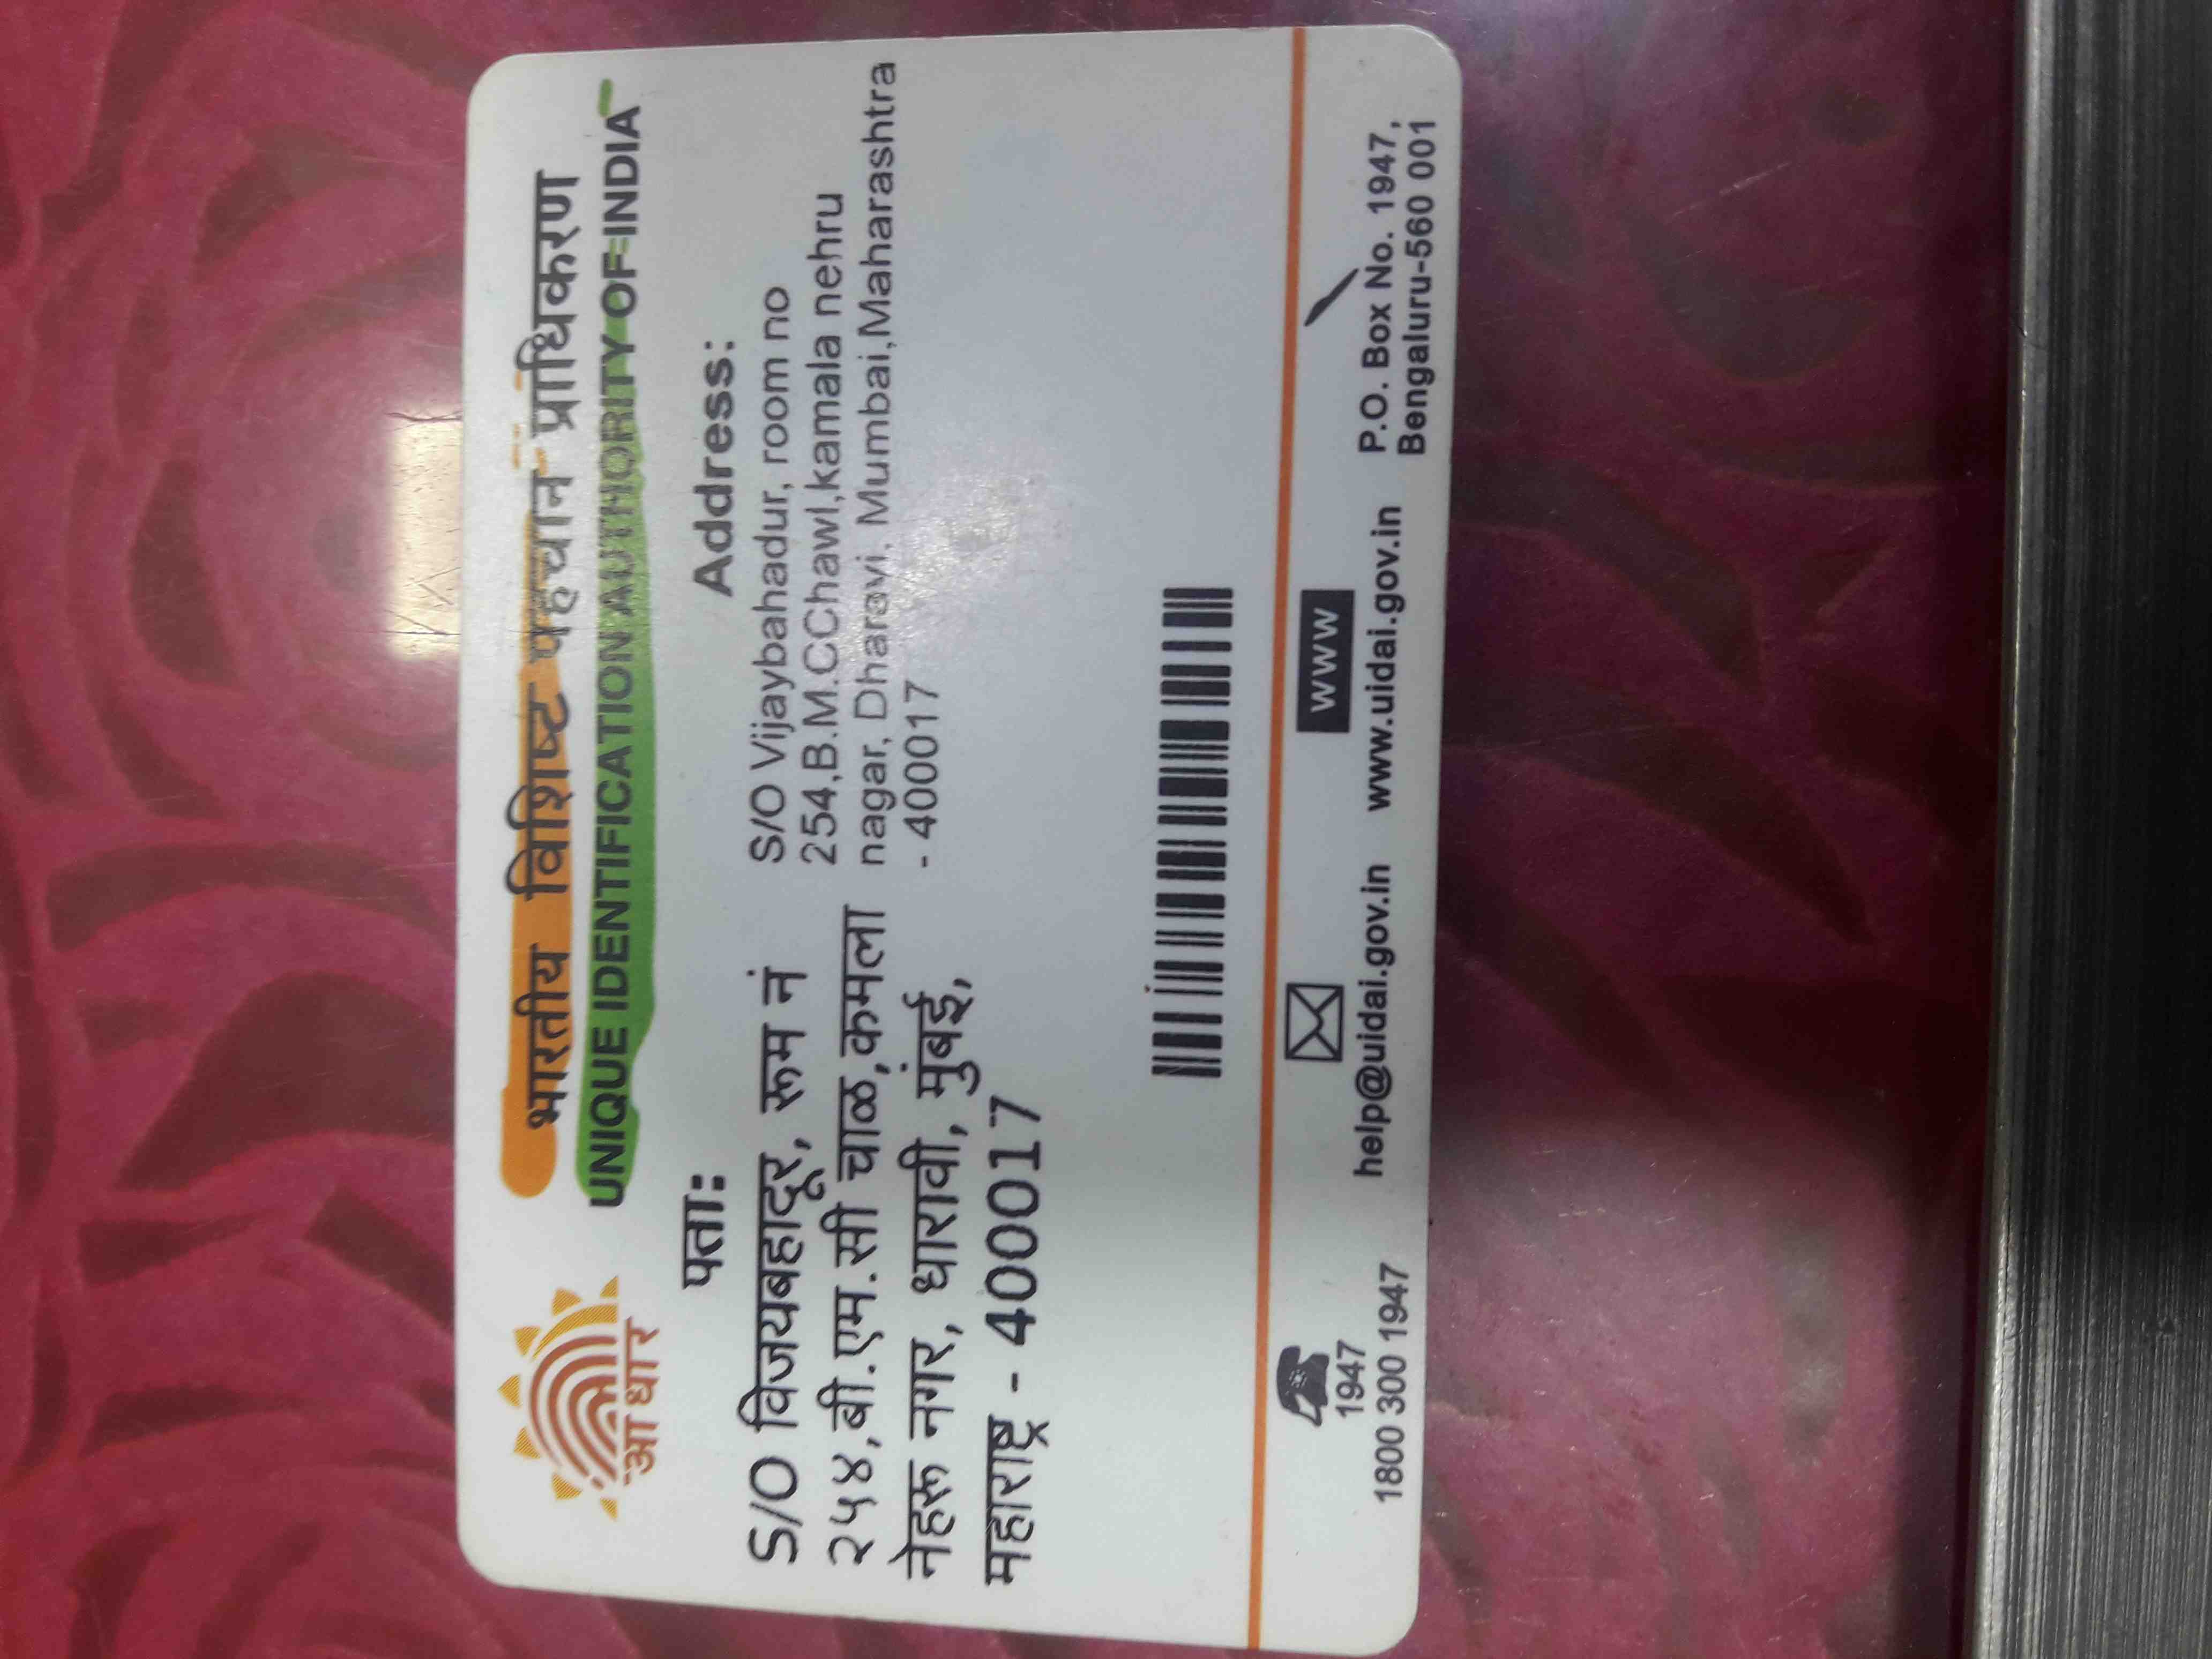 भारतीय विशिष्ट पहचान प्राधिकरण
UNIQUE IDENTIFICATION AUTHORITY OF INDIA
आधार
पता:
S/O विजयबहादूर, रूम नं
२५४,बी.एम.सी चाळ,कमला
नेहरू नगर, धारावी, मुंबई,
महाराष्ट्र - 400017
Address:
S/O Vijaybahadur, room no
254,B.M.CChawl,kamala nehru
nagar, Dharavi, Mumbai,Maharashtra
- 400017
1947
1800 300 1947
help@uidai.gov.in
www
www.uidai.gov.in
P.O. Box No. 1947,
Bengaluru-560 001